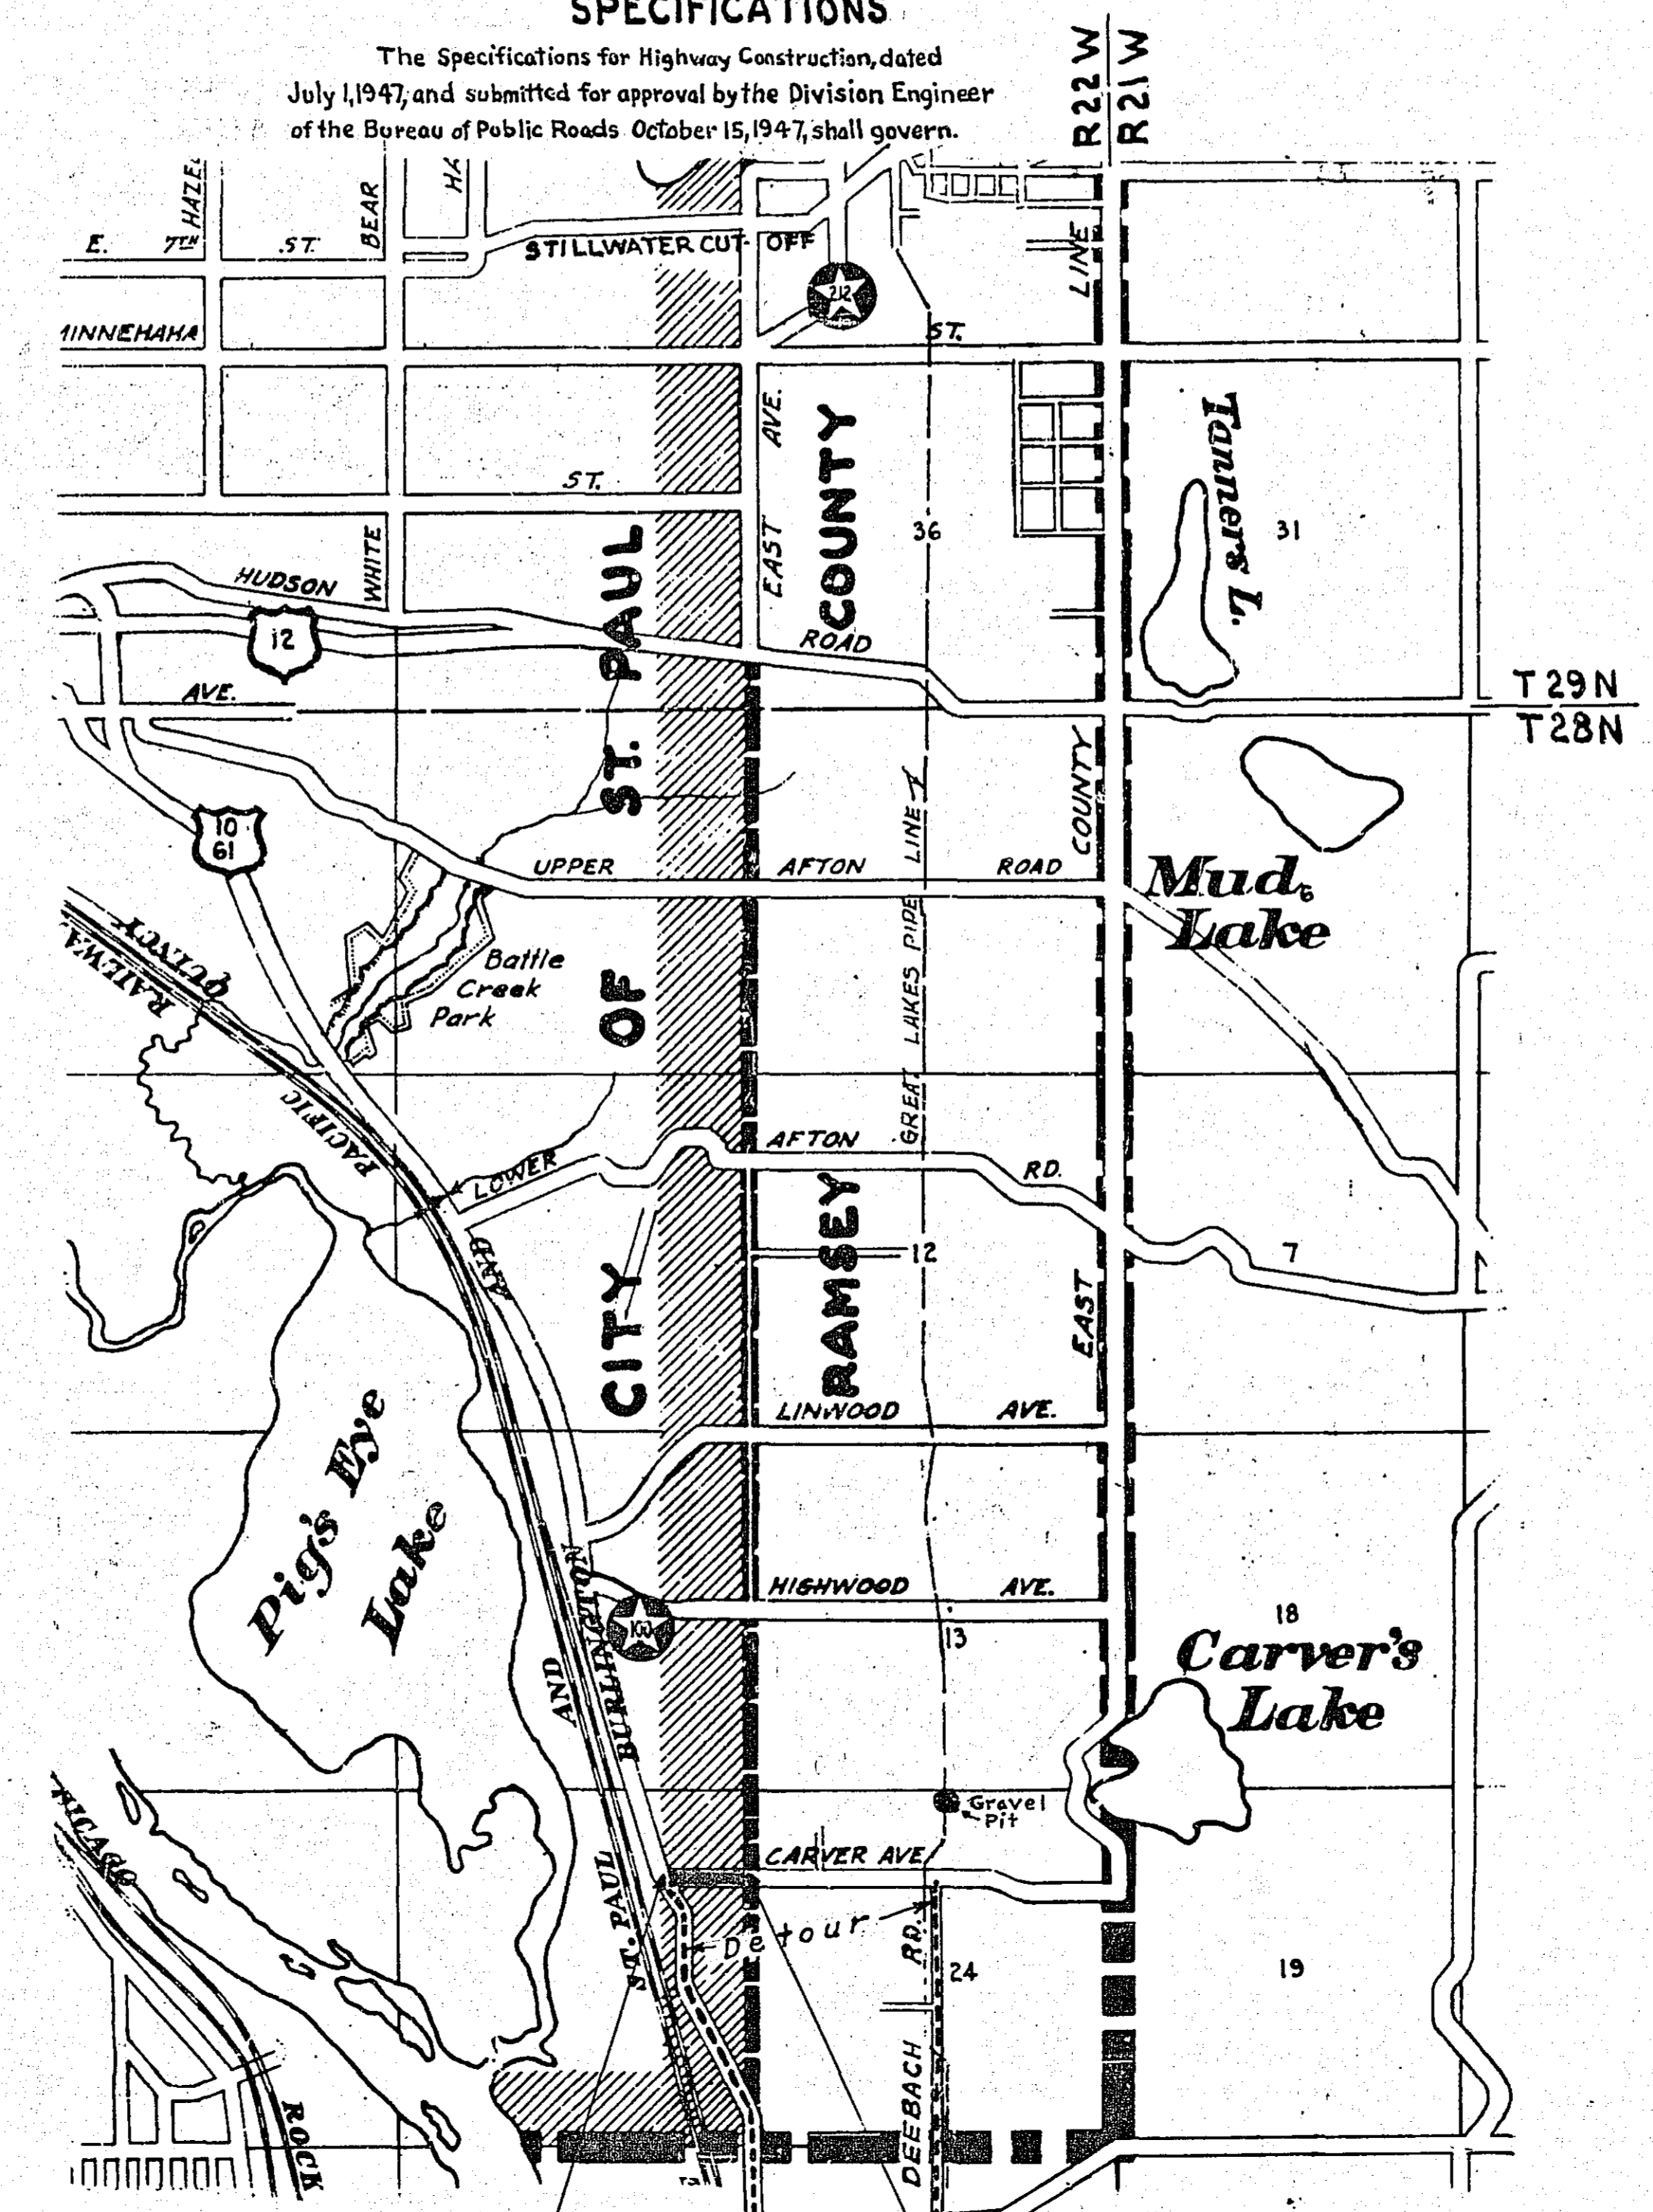 SPECIFICATIONS
The Specifications for Highway Construction, dated
July 1, 1947, and submitted for approval by the Division Engineer
of the Bureau of Public Roads October 15, 1947, shall govern.
R22W
R21W
HAZEL
BEAR
HA
E. 7TH ST.
STILLWATER CUT-OFF
LINE
212
MINNEHAHA
ST.
AVE.
COUNTY
Tanners L.
ST.
EAST
36
31
WHITE
ST. PAUL
HUDSON
12
ROAD
AVE.
T29N
T28N
COUNTY
10
61
UPPER
AFTON
ROAD
GREAT LAKES PIPE LINE
Mud
Lake
6
QUINCY
RAILWA
Battle
Creek
Park
OF
PACIFIC
LOWER
AFTON
RD.
RAMSEY
12
7
AND
CITY
EAST
LINWOOD
AVE.
Pig's Eye
Lake
HIGHWOOD
AVE.
100
13
18
Carver's
Lake
AND
BURLINGTON
Gravel
Pit
CARVER AVE.
CHICAGO
ST. PAUL
Detour
RD.
24
19
DEEBACH
ROCK